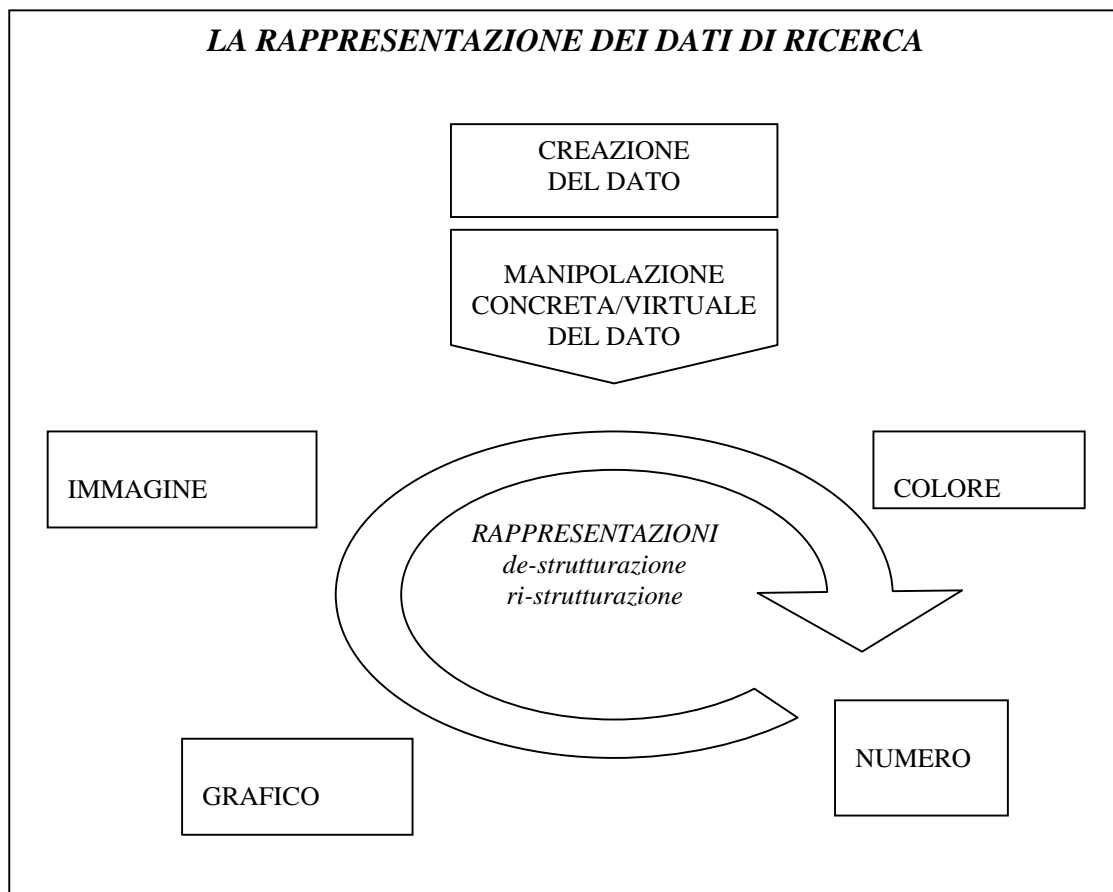 LA RAPPRESENTAZIONE DEI DATI DI RICERCA
CREAZIONE
DEL DATO
MANIPOLAZIONE
CONCRETA/VIRTUALE
DEL DATO
IMMAGINE
COLORE
RAPPRESENTAZIONI
de-strutturazione
ri-strutturazione
GRAFICO
NUMERO